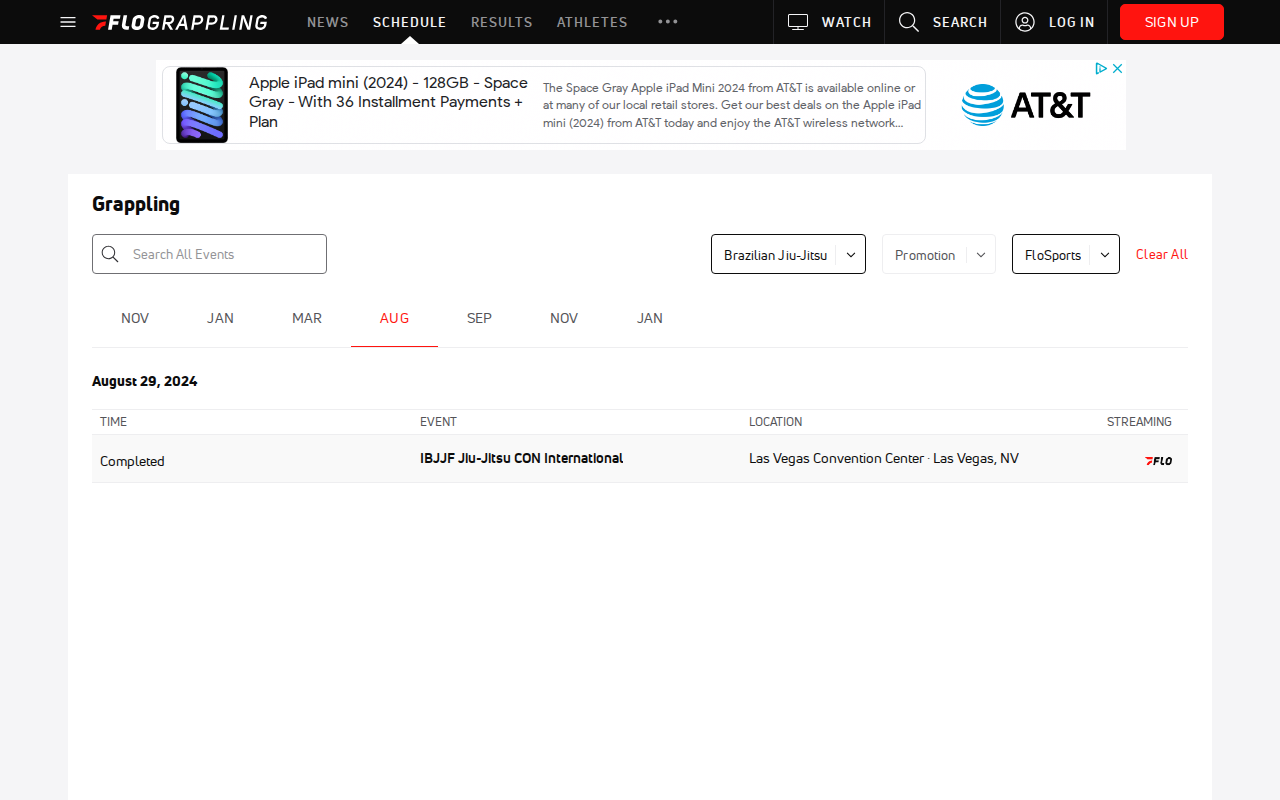 FLOGRAPPLING NEWS SCHEDULE RESULTS ATHLETES WATCH SEARCH LOG IN SIGN UP
Apple iPad mini (2024) - 128GB - Space
Gray - With 36 Installment Payments +
Plan
The Space Gray Apple iPad Mini 2024 from AT&T is available online or
at many of our local retail stores. Get our best deals on the Apple iPad
mini (2024) from AT&T today and enjoy the AT&T wireless network...
AT&T
Grappling
Search All Events
Brazilian Jiu-Jitsu Promotion FloSports Clear All
NOV JAN MAR AUG SEP NOV JAN
August 29, 2024
TIME EVENT LOCATION STREAMING
Completed IBJJF Jiu-Jitsu CON International Las Vegas Convention Center · Las Vegas, NV FLO